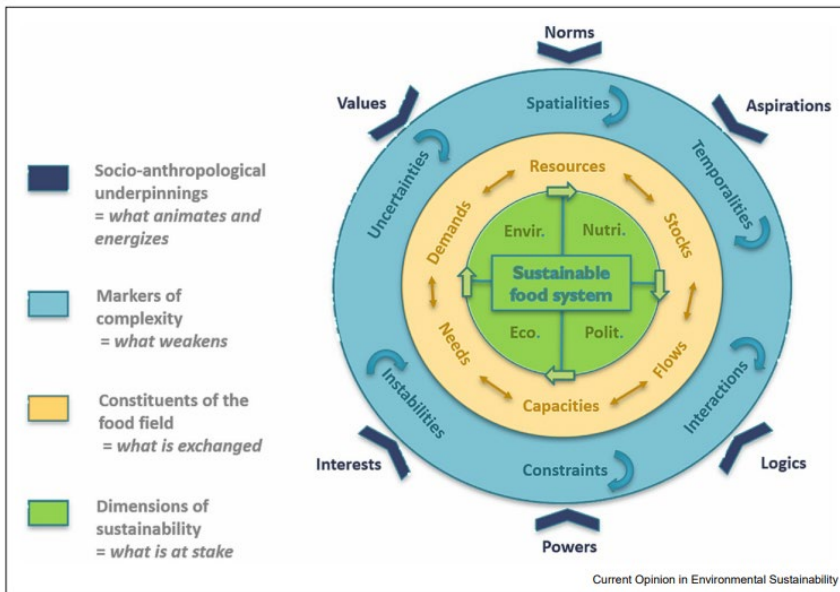 Norms
Values
Aspirations
Spatialities
Uncertainties
Temporalities
Resources
Demands
Stocks
Envir.
Nutri.
Sustainable
food system
Eco.
Polit.
Needs
Flows
Capacities
Instabilities
Interactions
Constraints
Interests
Logics
Powers
Socio-anthropological
underpinnings
= what animates and
energizes
Markers of
complexity
= what weakens
Constituents of the
food field
= what is exchanged
Dimensions of
sustainability
= what is at stake
Current Opinion in Environmental Sustainability